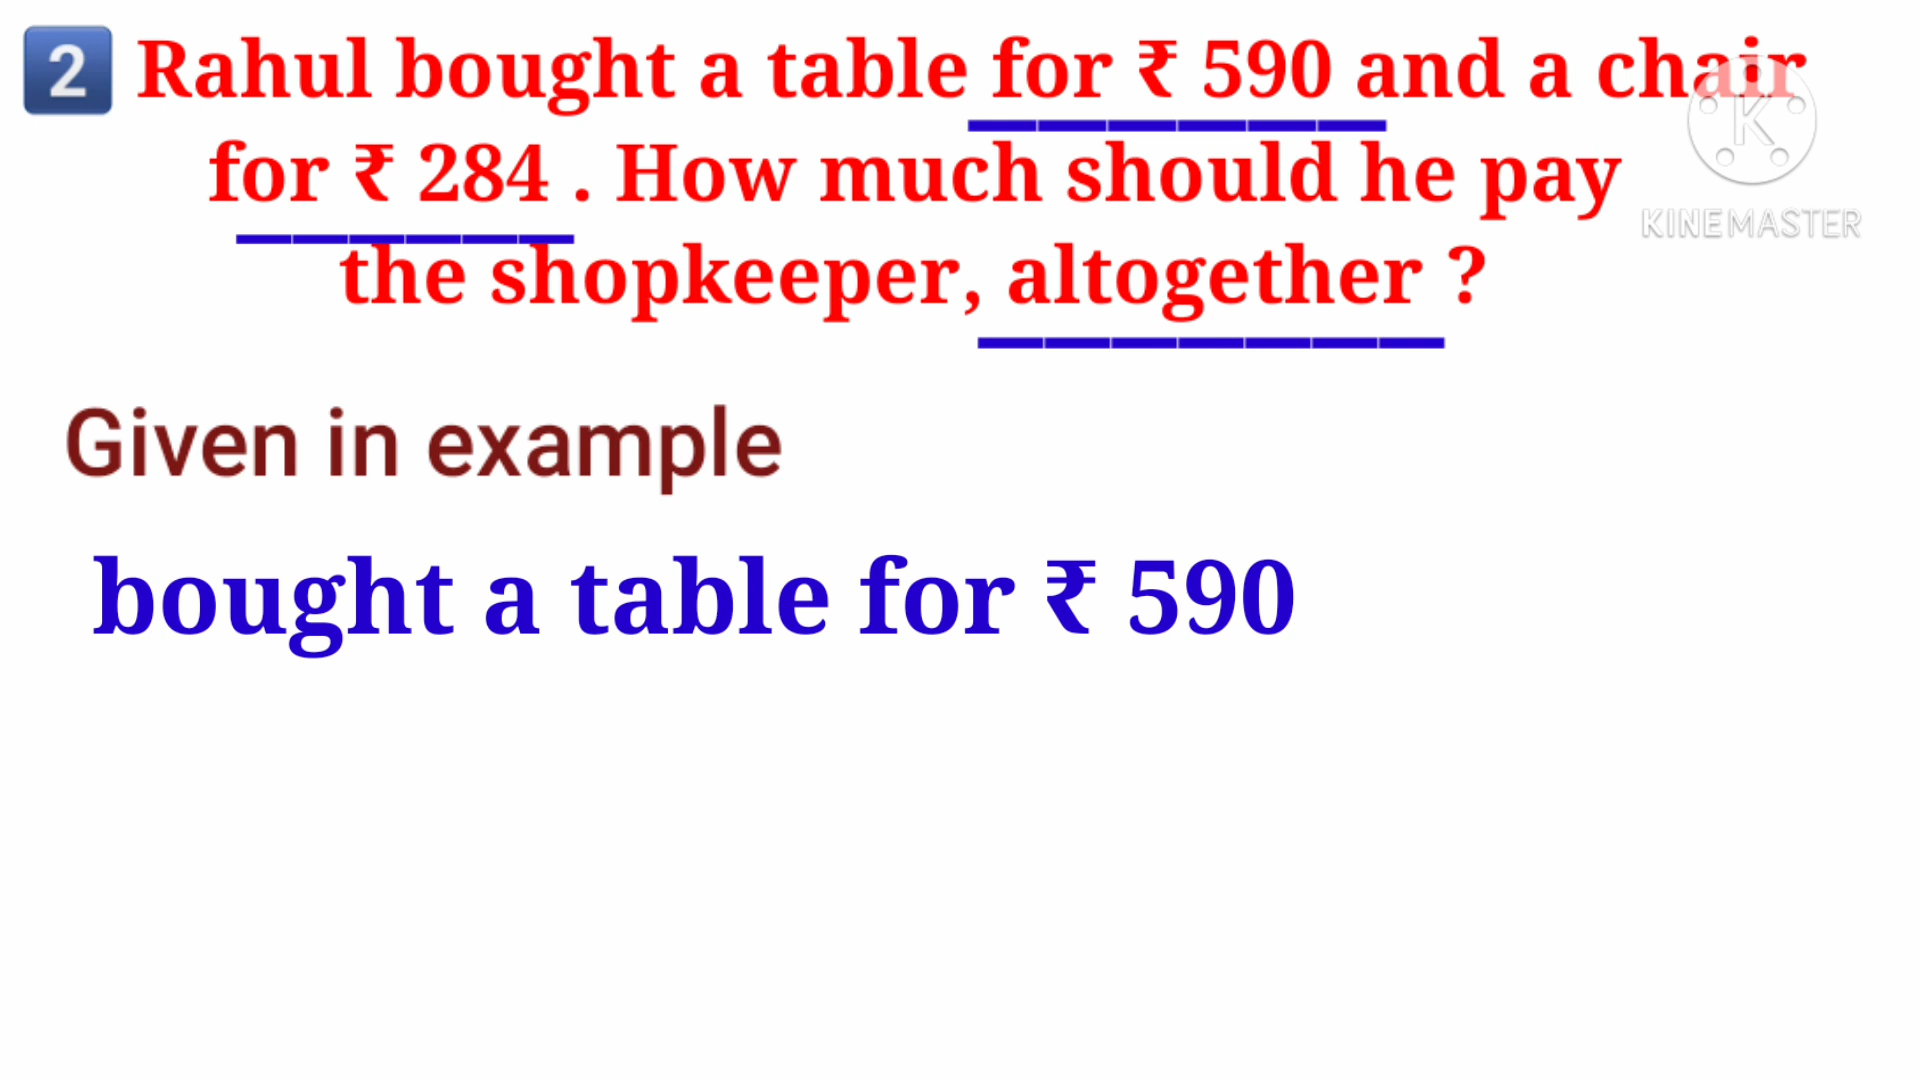 2 Rahul bought a table for ₹ 590 and a chair
for ₹ 284 . How much should he pay
the shopkeeper, altogether ?
KINEMASTER
Given in example
bought a table for ₹ 590